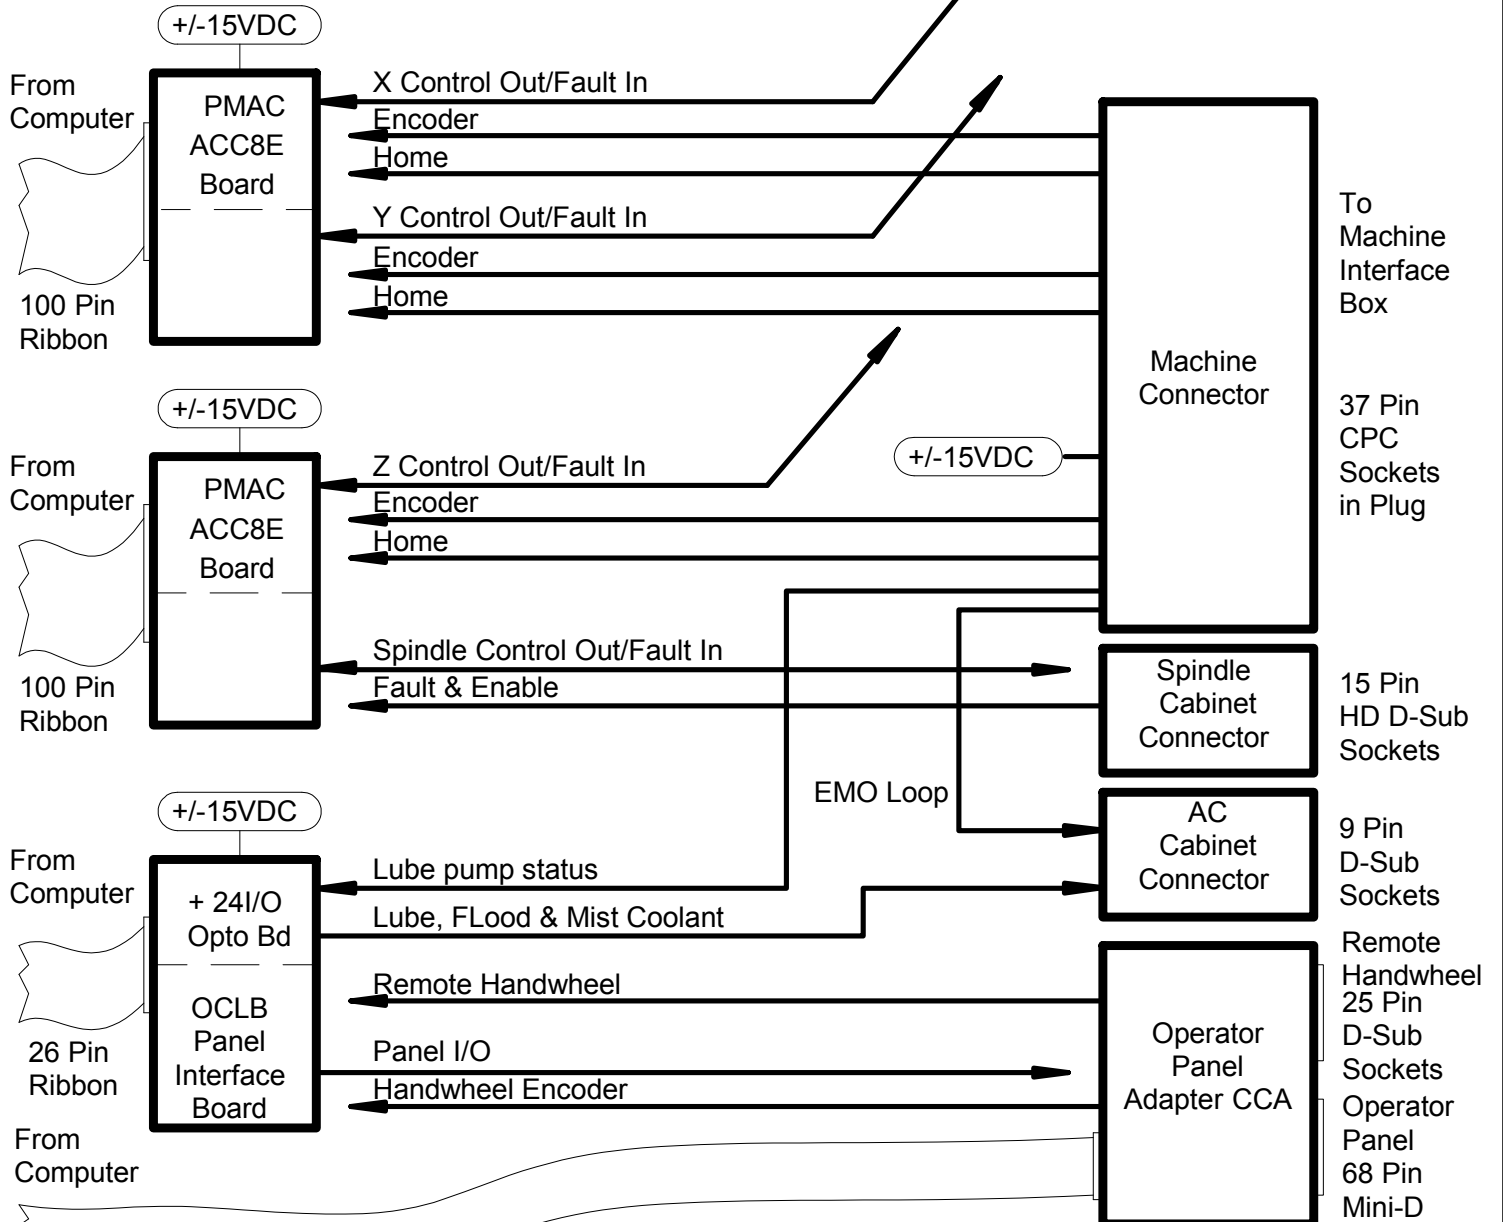 +/-15VDC
From
Computer
PMAC
ACC8E
Board
100 Pin
Ribbon
X Control Out/Fault In
Encoder
Home
Y Control Out/Fault In
Encoder
Home
Machine
Connector
+/-15VDC
To
Machine
Interface
Box
37 Pin
CPC
Sockets
in Plug
+/-15VDC
From
Computer
PMAC
ACC8E
Board
100 Pin
Ribbon
Z Control Out/Fault In
Encoder
Home
Spindle Control Out/Fault In
Fault & Enable
Spindle
Cabinet
Connector
15 Pin
HD D-Sub
Sockets
EMO Loop
AC
Cabinet
Connector
9 Pin
D-Sub
Sockets
+/-15VDC
From
Computer
+ 24I/O
Opto Bd
OCLB
Panel
Interface
Board
26 Pin
Ribbon
Lube pump status
Lube, FLood & Mist Coolant
Remote Handwheel
Panel I/O
Handwheel Encoder
Operator
Panel
Adapter CCA
Remote
Handwheel
25 Pin
D-Sub
Sockets
Operator
Panel
68 Pin
Mini-D
From
Computer